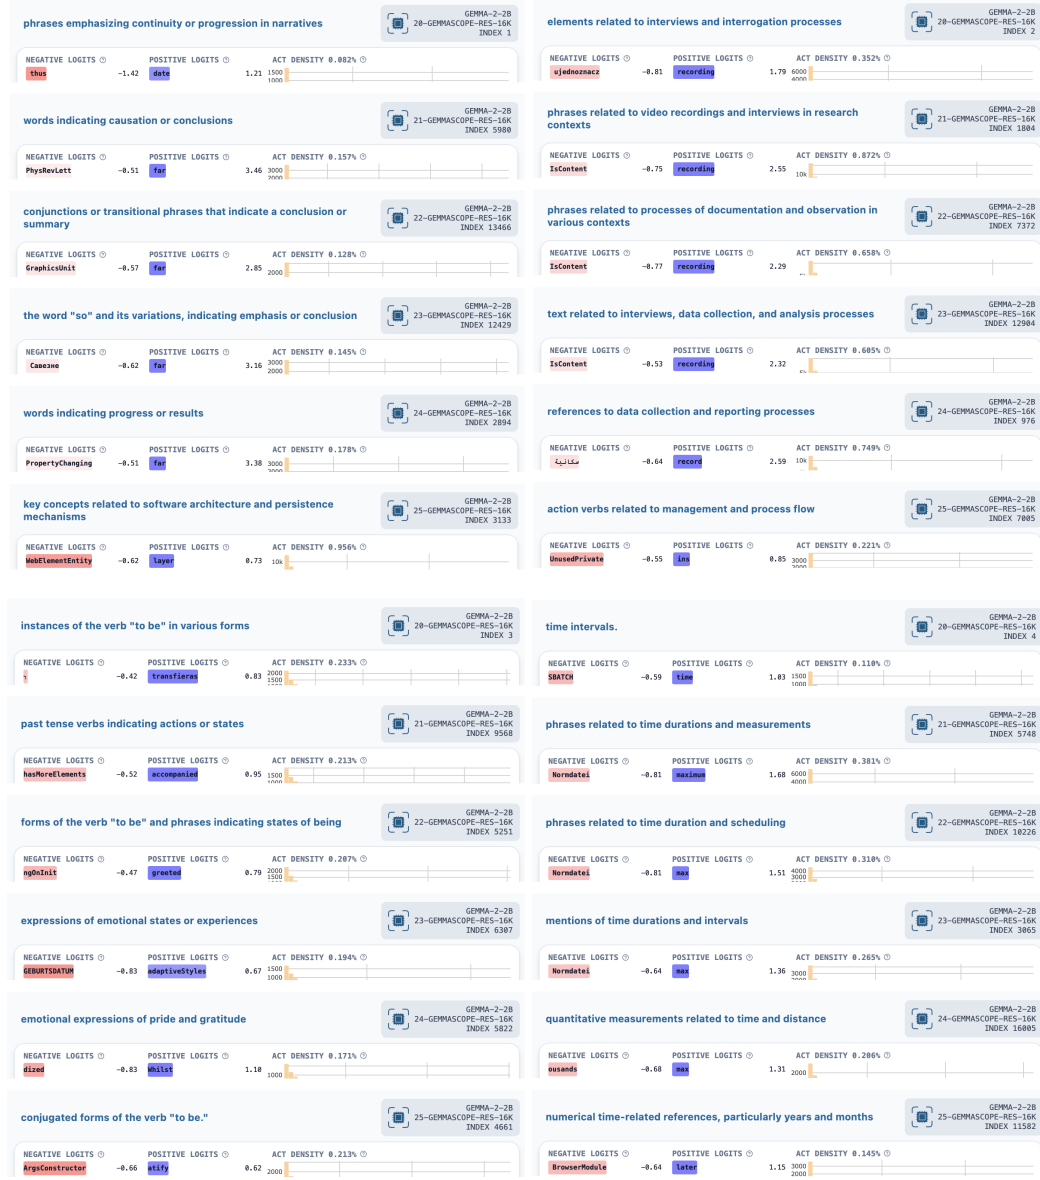 phrases emphasizing continuity or progression in narratives
GEMMA-2-2B
20-GEMMASCOPE-RES-16K
INDEX 1
NEGATIVE LOGITS POSITIVE LOGITS ACT DENSITY 0.082%
thus -1.42 date 1.21 1500
1000
words indicating causation or conclusions
GEMMA-2-2B
21-GEMMASCOPE-RES-16K
INDEX 5980
NEGATIVE LOGITS POSITIVE LOGITS ACT DENSITY 0.157%
PhysRevLett -0.51 far 3.46 3000
2000
conjunctions or transitional phrases that indicate a conclusion or
summary
GEMMA-2-2B
22-GEMMASCOPE-RES-16K
INDEX 13466
NEGATIVE LOGITS POSITIVE LOGITS ACT DENSITY 0.128%
GraphicsUnit -0.57 far 2.85 2000
the word "so" and its variations, indicating emphasis or conclusion
GEMMA-2-2B
23-GEMMASCOPE-RES-16K
INDEX 12429
NEGATIVE LOGITS POSITIVE LOGITS ACT DENSITY 0.145%
Савезне -0.62 far 3.16 3000
2000
words indicating progress or results
GEMMA-2-2B
24-GEMMASCOPE-RES-16K
INDEX 2894
NEGATIVE LOGITS POSITIVE LOGITS ACT DENSITY 0.178%
PropertyChanging -0.51 far 3.38 3000
2000
key concepts related to software architecture and persistence
mechanisms
GEMMA-2-2B
25-GEMMASCOPE-RES-16K
INDEX 3133
NEGATIVE LOGITS POSITIVE LOGITS ACT DENSITY 0.956%
WebElementEntity -0.62 layer 0.73 10k
elements related to interviews and interrogation processes
GEMMA-2-2B
20-GEMMASCOPE-RES-16K
INDEX 2
NEGATIVE LOGITS POSITIVE LOGITS ACT DENSITY 0.352%
ujednoznacz -0.81 recording 1.79 6000
4000
phrases related to video recordings and interviews in research
contexts
GEMMA-2-2B
21-GEMMASCOPE-RES-16K
INDEX 1804
NEGATIVE LOGITS POSITIVE LOGITS ACT DENSITY 0.872%
IsContent -0.75 recording 2.55 10k
phrases related to processes of documentation and observation in
various contexts
GEMMA-2-2B
22-GEMMASCOPE-RES-16K
INDEX 7372
NEGATIVE LOGITS POSITIVE LOGITS ACT DENSITY 0.658%
IsContent -0.77 recording 2.29
text related to interviews, data collection, and analysis processes
GEMMA-2-2B
23-GEMMASCOPE-RES-16K
INDEX 12904
NEGATIVE LOGITS POSITIVE LOGITS ACT DENSITY 0.605%
IsContent -0.53 recording 2.32
references to data collection and reporting processes
GEMMA-2-2B
24-GEMMASCOPE-RES-16K
INDEX 976
NEGATIVE LOGITS POSITIVE LOGITS ACT DENSITY 0.749%
-0.64 record 2.59 10k
action verbs related to management and process flow
GEMMA-2-2B
25-GEMMASCOPE-RES-16K
INDEX 7005
NEGATIVE LOGITS POSITIVE LOGITS ACT DENSITY 0.221%
UnusedPrivate -0.55 ins 0.85 3000
2000
instances of the verb "to be" in various forms
GEMMA-2-2B
20-GEMMASCOPE-RES-16K
INDEX 3
NEGATIVE LOGITS POSITIVE LOGITS ACT DENSITY 0.233%
-0.42 transfieras 0.83 2000
1500
past tense verbs indicating actions or states
GEMMA-2-2B
21-GEMMASCOPE-RES-16K
INDEX 9568
NEGATIVE LOGITS POSITIVE LOGITS ACT DENSITY 0.213%
hasMoreElements -0.52 accompanied 0.95 1500
1000
forms of the verb "to be" and phrases indicating states of being
GEMMA-2-2B
22-GEMMASCOPE-RES-16K
INDEX 5251
NEGATIVE LOGITS POSITIVE LOGITS ACT DENSITY 0.207%
ngOnInit -0.47 greeted 0.79 2000
1500
expressions of emotional states or experiences
GEMMA-2-2B
23-GEMMASCOPE-RES-16K
INDEX 6307
NEGATIVE LOGITS POSITIVE LOGITS ACT DENSITY 0.194%
GEBURTSDATUM -0.83 adaptiveStyles 0.67 1500
1000
emotional expressions of pride and gratitude
GEMMA-2-2B
24-GEMMASCOPE-RES-16K
INDEX 5822
NEGATIVE LOGITS POSITIVE LOGITS ACT DENSITY 0.171%
dized -0.83 Whilst 1.10 1000
conjugated forms of the verb "to be."
GEMMA-2-2B
25-GEMMASCOPE-RES-16K
INDEX 4661
NEGATIVE LOGITS POSITIVE LOGITS ACT DENSITY 0.213%
ArgsConstructor -0.66 atify 0.62 2000
time intervals.
GEMMA-2-2B
20-GEMMASCOPE-RES-16K
INDEX 4
NEGATIVE LOGITS POSITIVE LOGITS ACT DENSITY 0.110%
SBATCH -0.59 time 1.03 1500
1000
phrases related to time durations and measurements
GEMMA-2-2B
21-GEMMASCOPE-RES-16K
INDEX 5748
NEGATIVE LOGITS POSITIVE LOGITS ACT DENSITY 0.381%
Normdatei -0.81 maximum 1.68 6000
4000
phrases related to time duration and scheduling
GEMMA-2-2B
22-GEMMASCOPE-RES-16K
INDEX 10226
NEGATIVE LOGITS POSITIVE LOGITS ACT DENSITY 0.310%
Normdatei -0.81 max 1.51 4000
3000
mentions of time durations and intervals
GEMMA-2-2B
23-GEMMASCOPE-RES-16K
INDEX 3065
NEGATIVE LOGITS POSITIVE LOGITS ACT DENSITY 0.265%
Normdatei -0.64 max 1.36 3000
quantitative measurements related to time and distance
GEMMA-2-2B
24-GEMMASCOPE-RES-16K
INDEX 16005
NEGATIVE LOGITS POSITIVE LOGITS ACT DENSITY 0.206%
ousands -0.68 max 1.31 2000
numerical time-related references, particularly years and months
GEMMA-2-2B
25-GEMMASCOPE-RES-16K
INDEX 11582
NEGATIVE LOGITS POSITIVE LOGITS ACT DENSITY 0.145%
BrowserModule -0.64 later 1.15 3000
2000